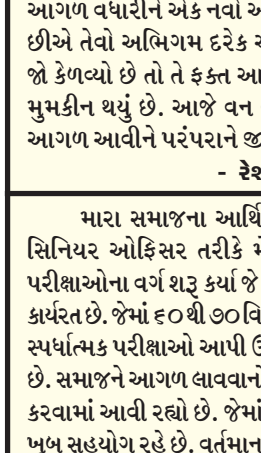 આગળ વધારીને એક નવો અ
છીએ તેવો અભિગમ દરેક
જો કેળવ્યો છે તો તે ફક્ત આ
મુમકીન થયું છે. આજે વન
આગળ આવીને પરંપરાને જી
- રેશ
મારા સમાજના આર્થિ
સિનિયર ઓફિસર તરીકે મે
પરીક્ષાઓના વર્ગ શરૂ કર્યા જે
કાર્યરત છે. જેમાં ૬૦ થી ૭૦ વિ
સ્પર્ધાત્મક પરીક્ષાઓ આપી ઉ
છે. સમાજને આગળ લાવવાનો
કરવામાં આવી રહ્યો છે. જેમાં
ખૂબ સહયોગ રહે છે. વર્તમાન